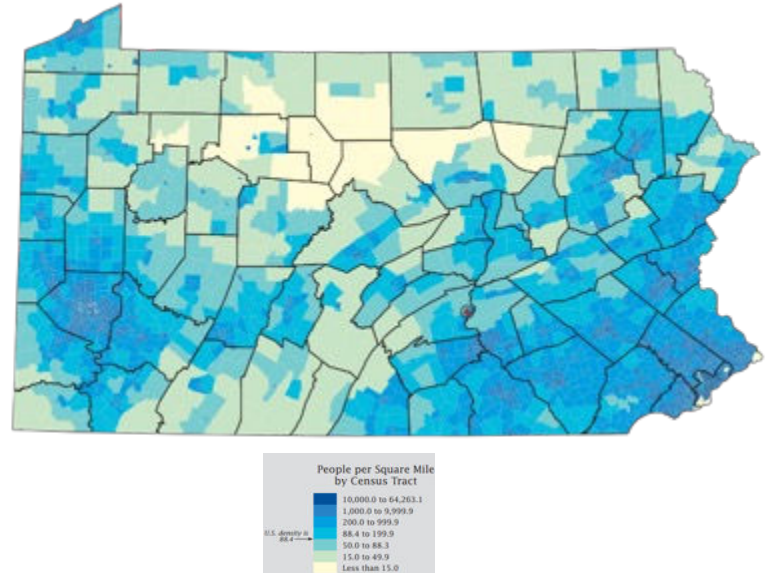 People per Square Mile
by Census Tract
10,000.0 to 64,263.1
1,000.0 to 9,999.9
200.0 to 999.9
88.4 to 199.9
U.S. density is
88.4
50.0 to 88.3
15.0 to 49.9
Less than 15.0